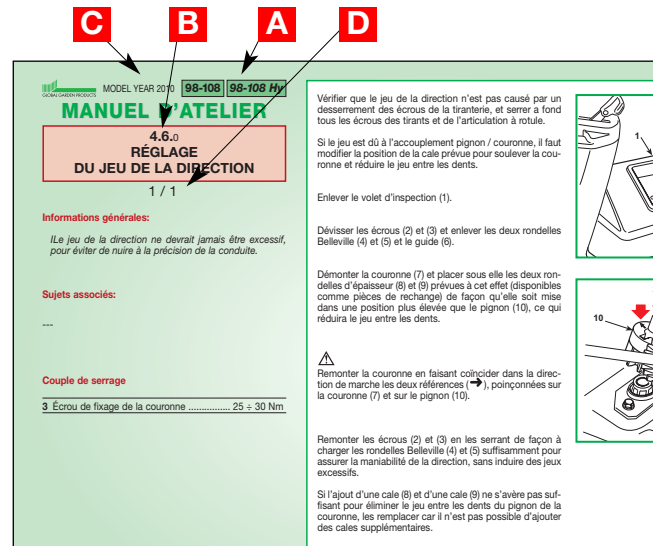 C B A D
GLOBAL GARDEN PRODUCTS
MODEL YEAR 2010 98-108 98-108 Hy
MANUEL D'ATELIER
4.6.0
RÉGLAGE
DU JEU DE LA DIRECTION
1 / 1
Informations générales:
ILe jeu de la direction ne devrait jamais être excessif,
pour éviter de nuire à la précision de la conduite.
Sujets associés:
---
Couple de serrage
3 Écrou de fixage de la couronne ................ 25 ÷ 30 Nm
Vérifier que le jeu de la direction n'est pas causé par un
desserrement des écrous de la tiranterie, et serrer a fond
tous les écrous des tirants et de l'articulation à rotule.
Si le jeu est dû à l'accouplement pignon / couronne, il faut
modifier la position de la cale prévue pour soulever la cou-
ronne et réduire le jeu entre les dents.
Enlever le volet d'inspection (1).
Dévisser les écrous (2) et (3) et enlever les deux rondelles
Belleville (4) et (5) et le guide (6).
Démonter la couronne (7) et placer sous elle les deux ron-
delles d'épaisseur (8) et (9) prévues à cet effet (disponibles
comme pièces de rechange) de façon qu'elle soit mise
dans une position plus élevée que le pignon (10), ce qui
réduira le jeu entre les dents.
Remonter la couronne en faisant coïncider dans la direc-
tion de marche les deux références (➜), poinçonnées sur
la couronne (7) et sur le pignon (10).
Remonter les écrous (2) et (3) en les serrant de façon à
charger les rondelles Belleville (4) et (5) suffisamment pour
assurer la maniabilité de la direction, sans induire des jeux
excessifs.
Si l'ajout d'une cale (8) et d'une cale (9) ne s'avère pas suf-
fisant pour éliminer le jeu entre les dents du pignon de la
couronne, les remplacer car il n'est pas possible d'ajouter
des cales supplémentaires.
1
10